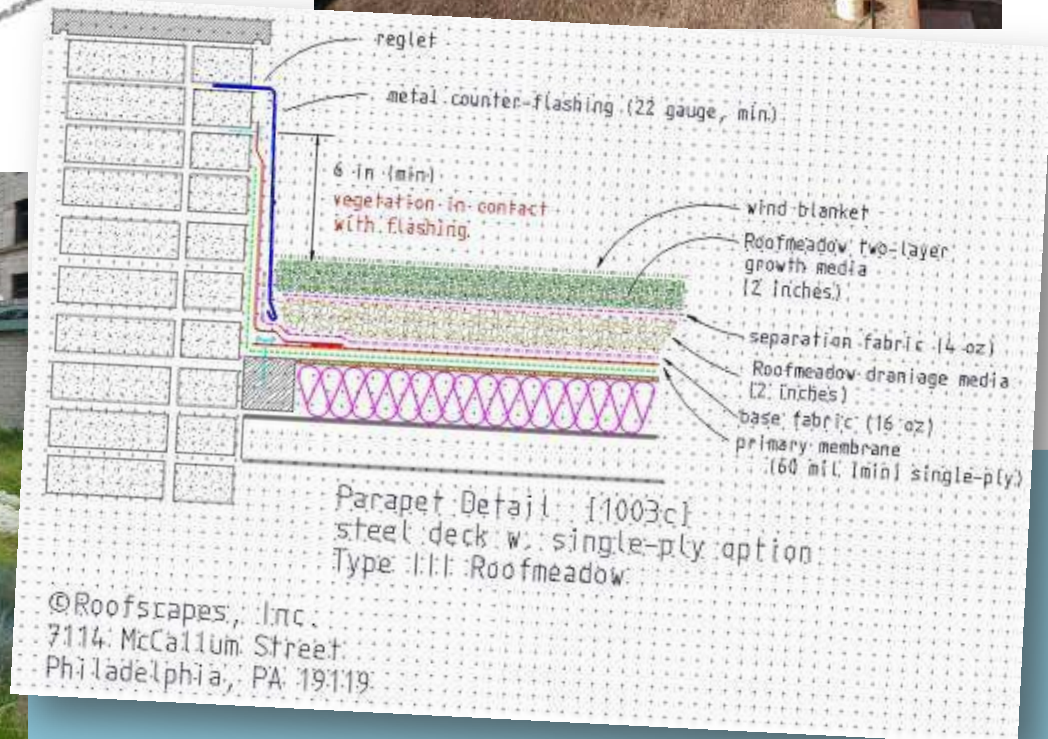 reglet
metal counter-flashing (22 gauge, min.)
6 in (min)
vegetation in contact
with flashing.
wind blanket
Roofmeadow two-layer
growth media
(2 inches)
separation fabric (4 oz)
Roofmeadow draniage media
(2 inches)
base fabric (16 oz)
primary membrane
(60 mil [min] single-ply)
Parapet Detail [1003c]
steel deck w. single-ply option
Type III Roofmeadow
©Roofscapes, Inc.
7114 McCallum Street
Philadelphia, PA 19119